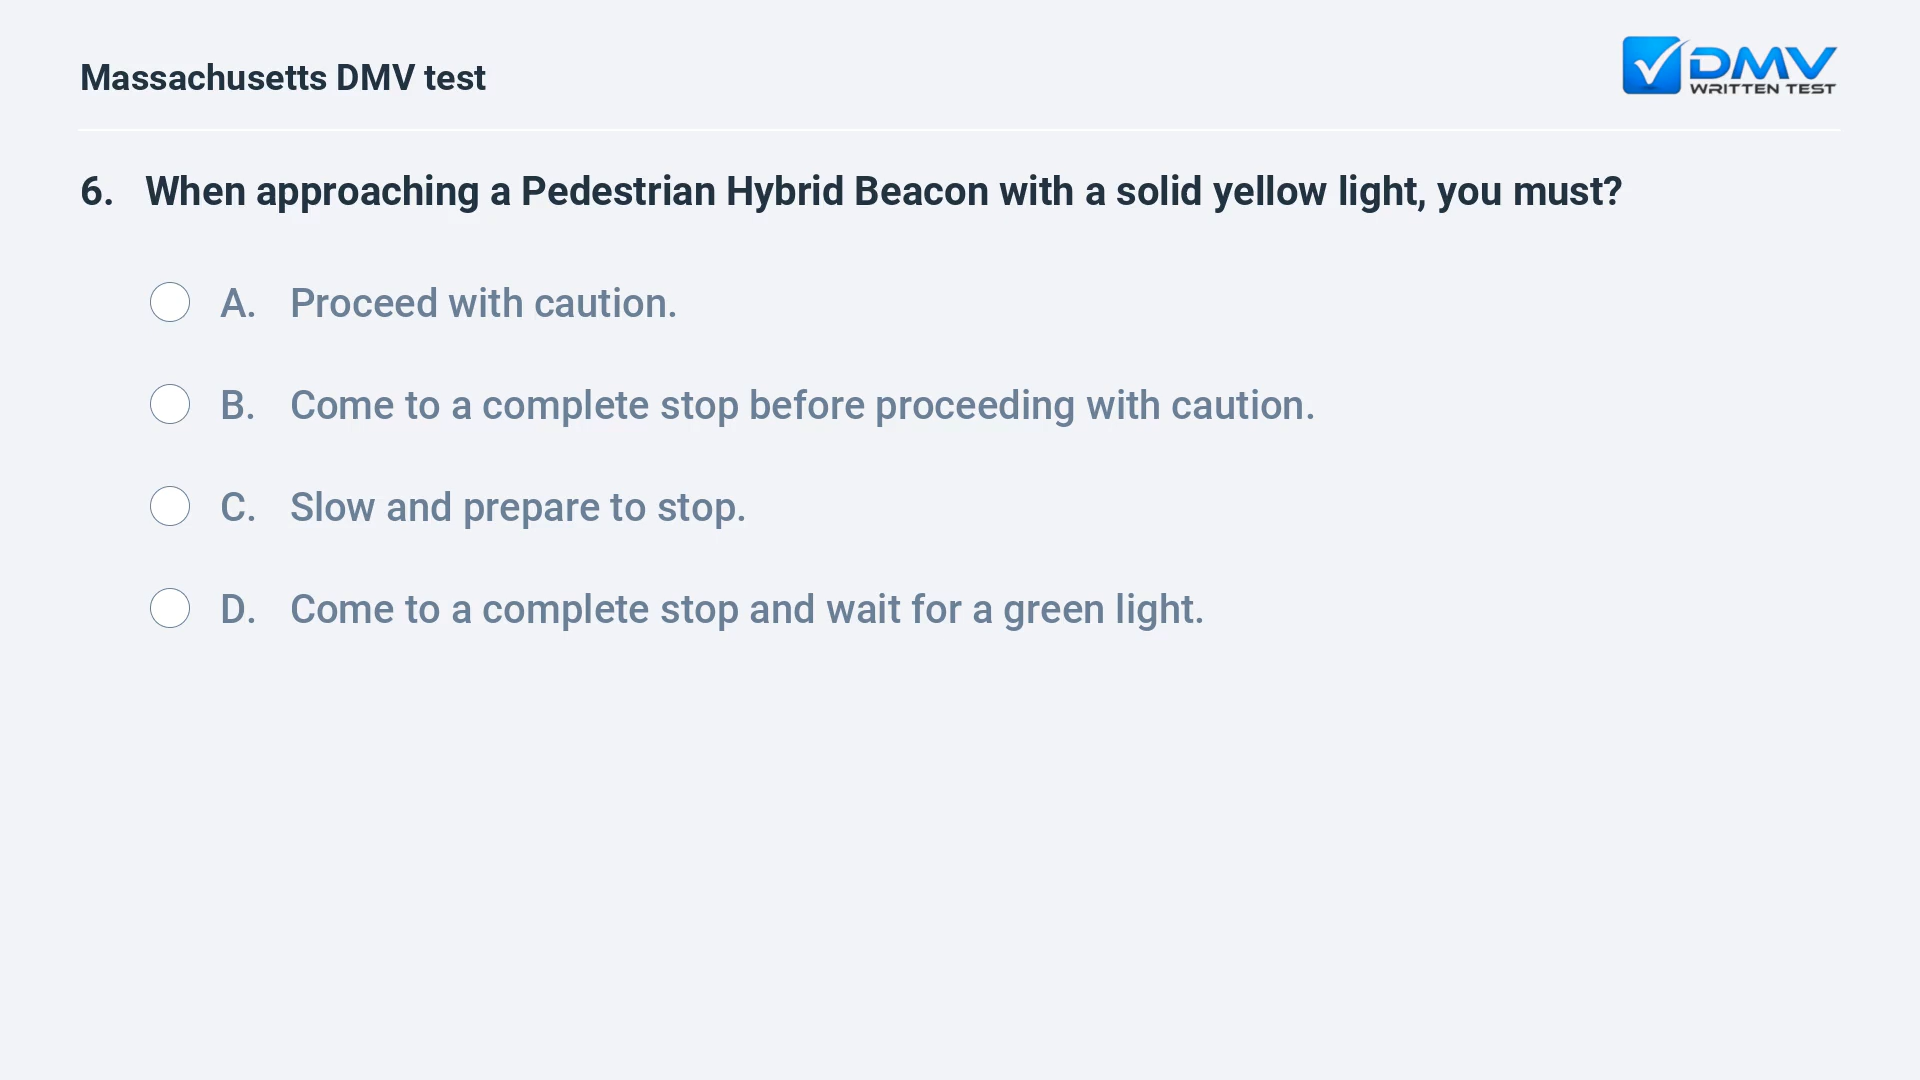 Massachusetts DMV test
DMV
WRITTEN TEST
6. When approaching a Pedestrian Hybrid Beacon with a solid yellow light, you must?
A. Proceed with caution.
B. Come to a complete stop before proceeding with caution.
C. Slow and prepare to stop.
D. Come to a complete stop and wait for a green light.